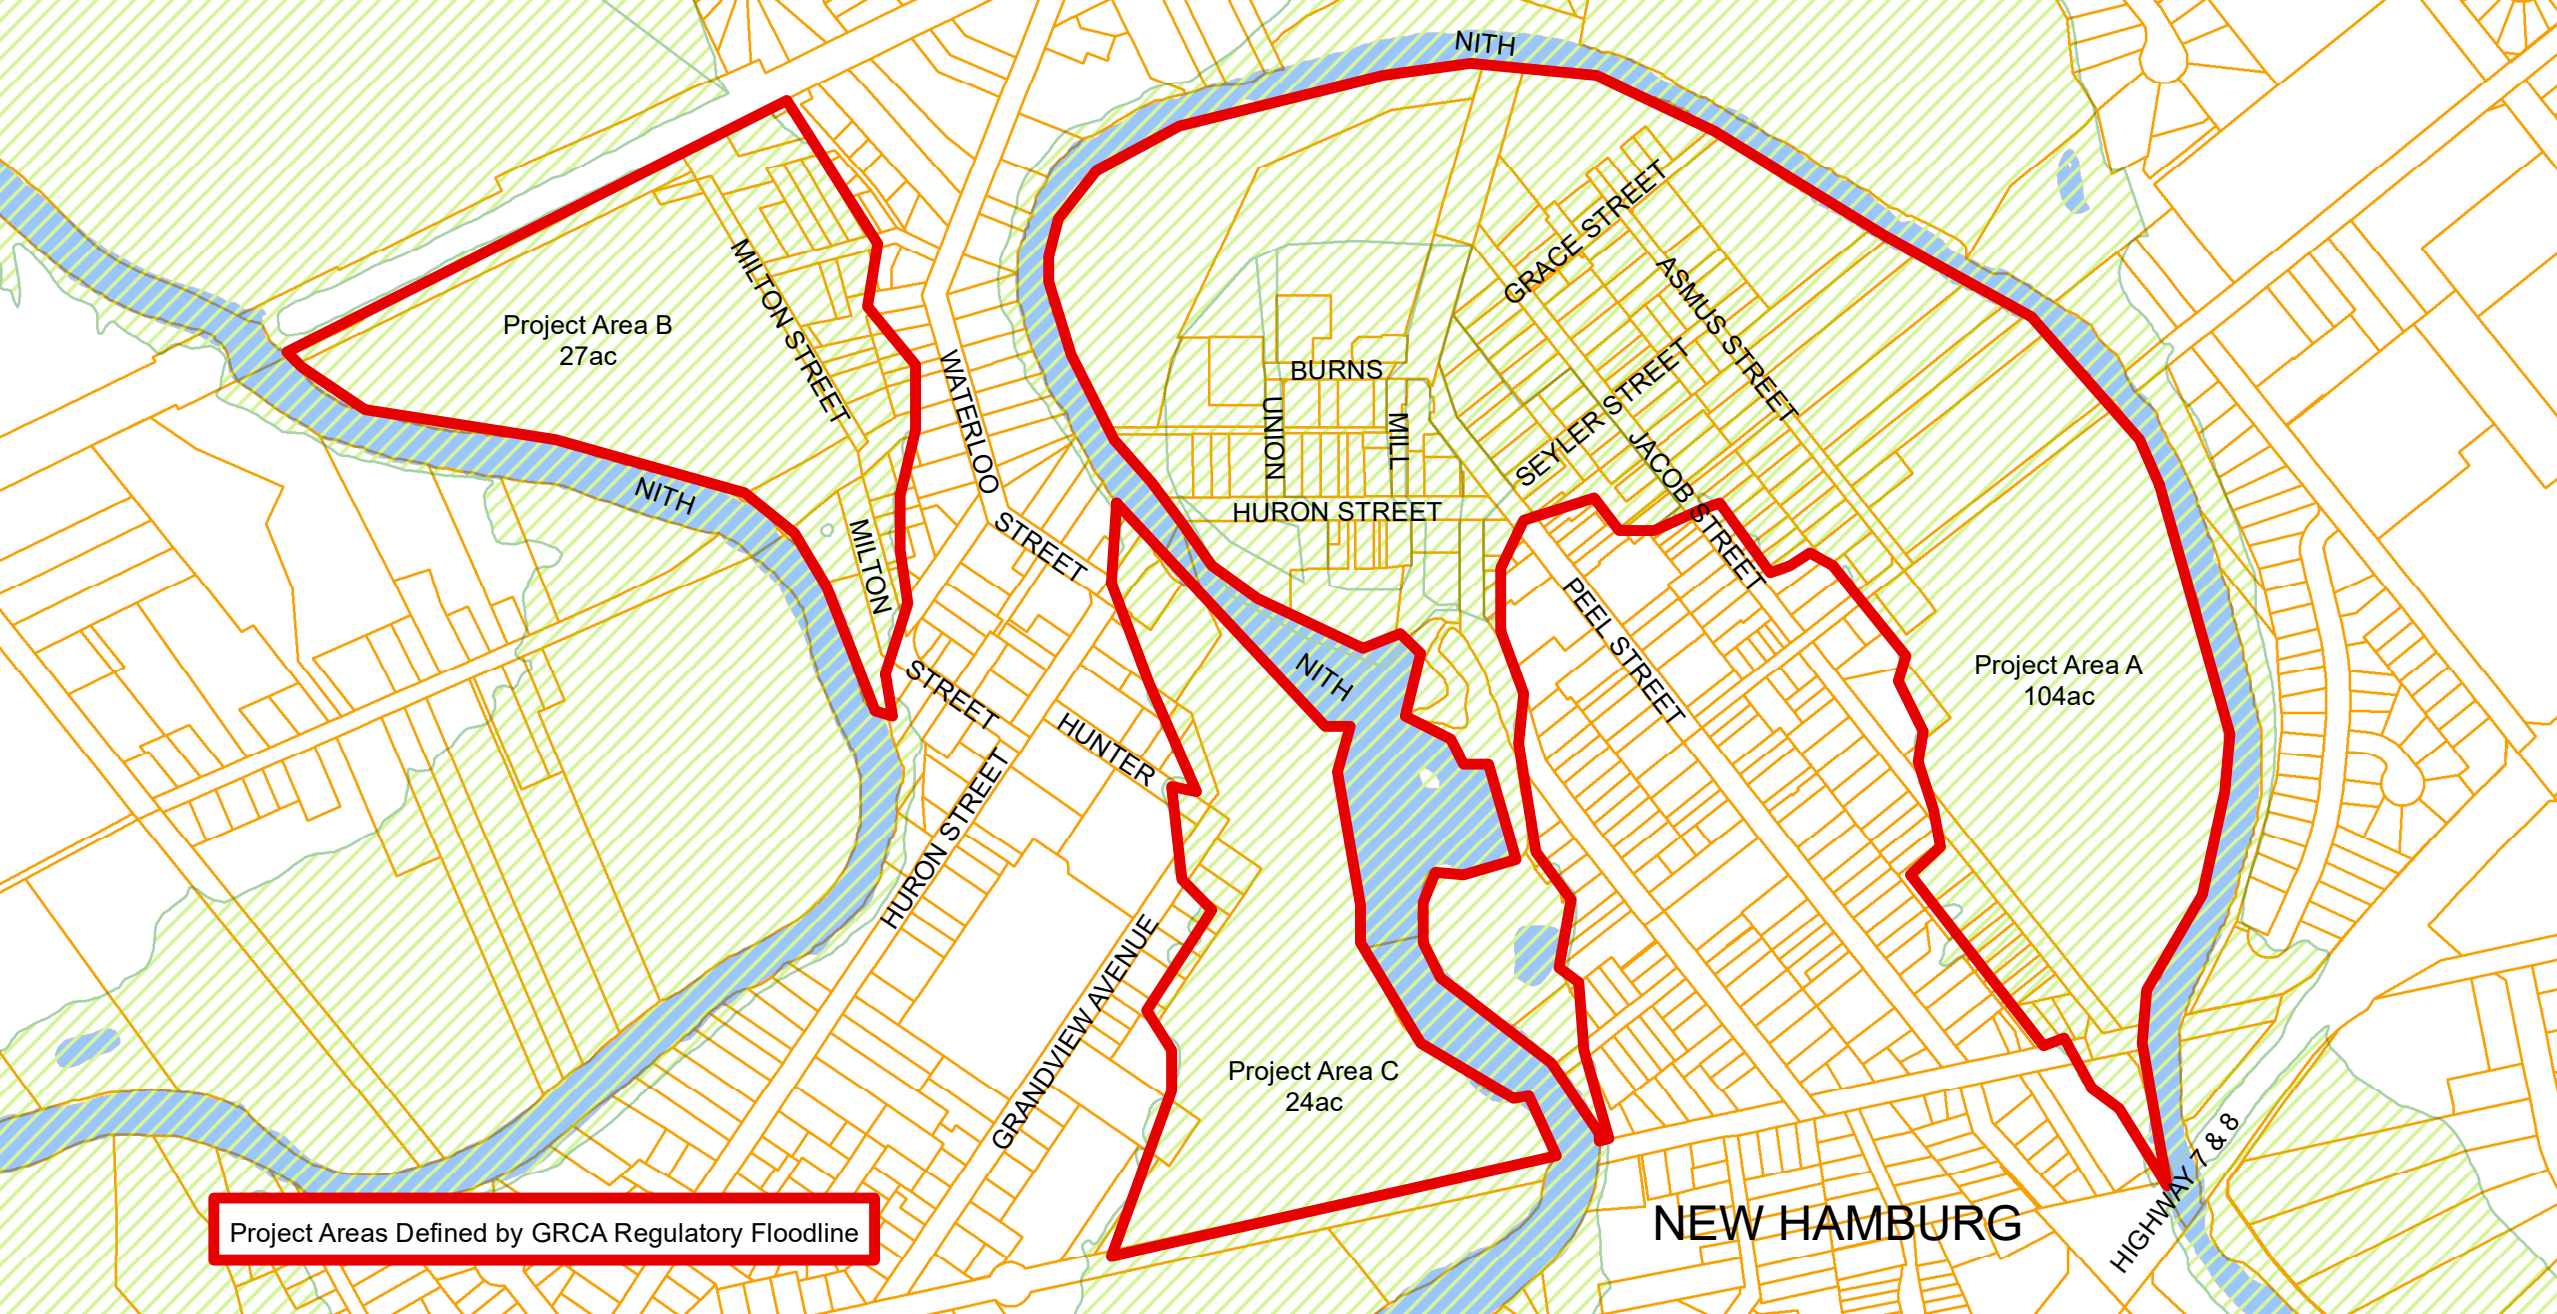 NITH
GRACE STREET
ASMUS STREET
MILTON STREET
Project Area B
27ac
WATERLOO
BURNS
UNION
MILL
SEYLER STREET
JACOB STREET
NITH
HURON STREET
MILTON
STREET
PEEL STREET
NITH
Project Area A
104ac
STREET
HUNTER
HURON STREET
GRANDVIEW AVENUE
Project Area C
24ac
HIGHWAY 7 & 8
NEW HAMBURG
Project Areas Defined by GRCA Regulatory Floodline